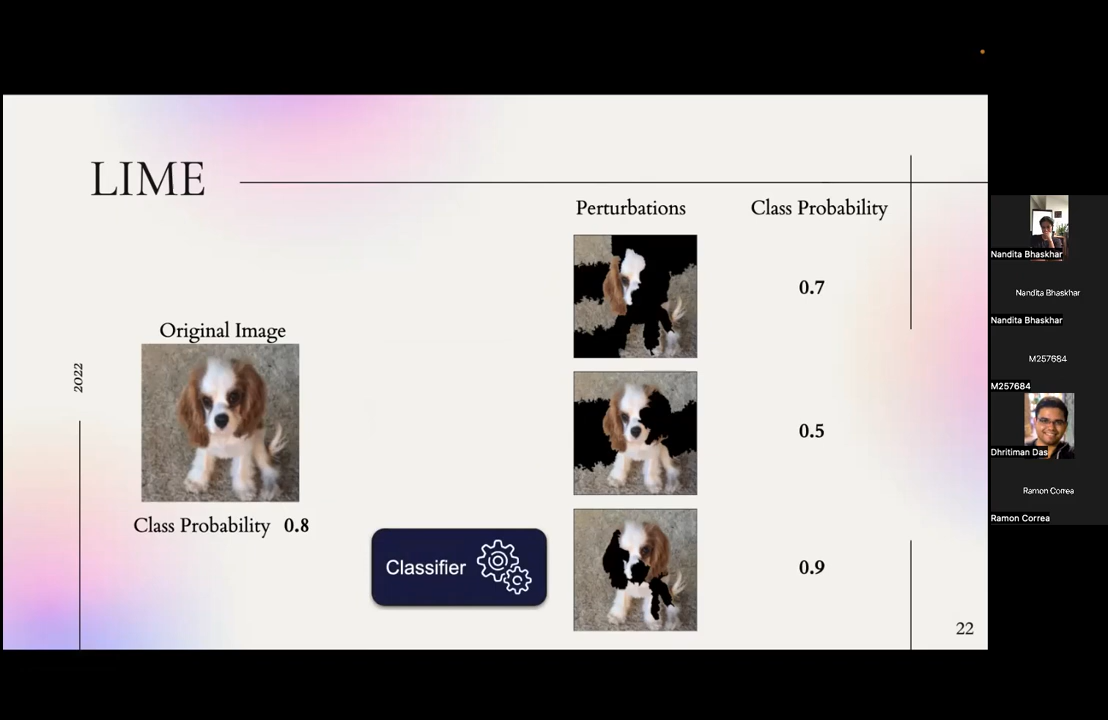 LIME
Perturbations
Class Probability
0.7
Original Image
2022
0.5
Class Probability 0.8
Classifier
0.9
22
Nandita Bhaskhar
Nandita Bhaskhar
Nandita Bhaskhar
M257684
M257684
Dhritiman Das
Ramon Correa
Ramon Correa